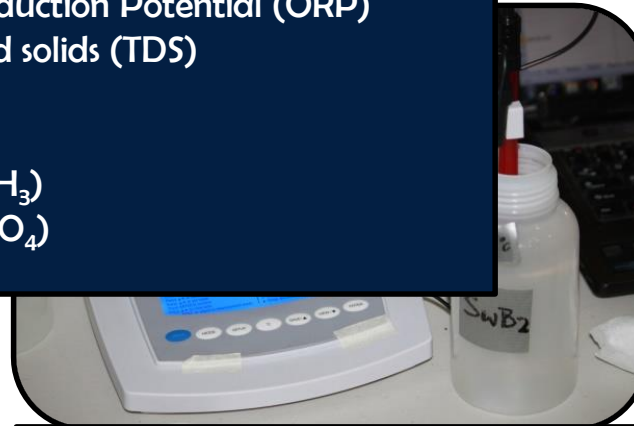 duction Potential (ORP)
d solids (TDS)
H₃)
O₄)
SwB2